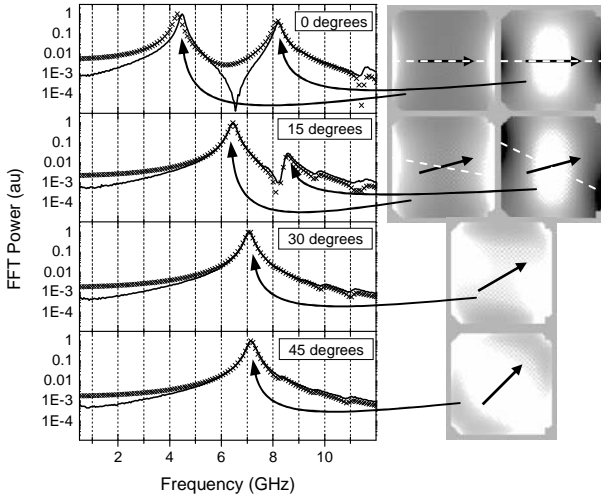 1
0.1
0.01
1E-3
1E-4
0 degrees
1
0.1
0.01
1E-3
1E-4
15 degrees
1
0.1
0.01
1E-3
1E-4
30 degrees
1
0.1
0.01
1E-3
1E-4
45 degrees
FFT Power (au)
2 4 6 8 10
Frequency (GHz)